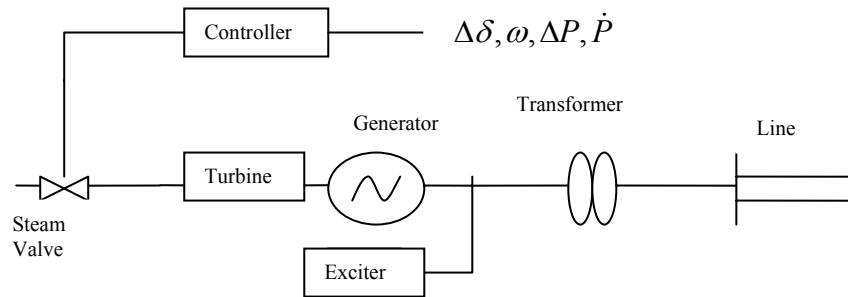 Controller
Δδ, ω, ΔP, Ṗ
Transformer
Generator
Line
Turbine
Steam
Valve
Exciter